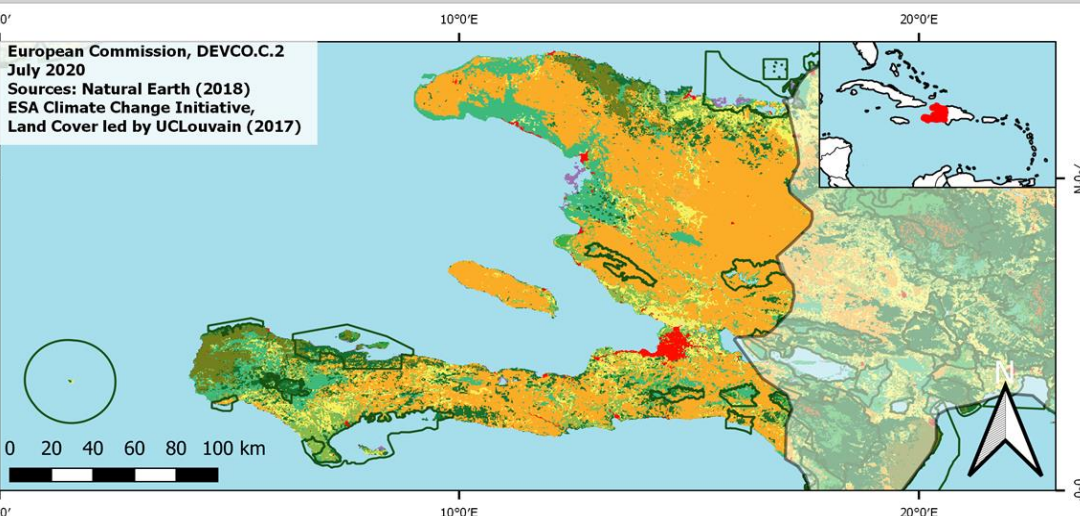 0'
10°0'E
20°0'E
European Commission, DEVCO.C.2
July 2020
Sources: Natural Earth (2018)
ESA Climate Change Initiative,
Land Cover led by UCLouvain (2017)
N
0 20 40 60 80 100 km
0'
10°0'E
20°0'E